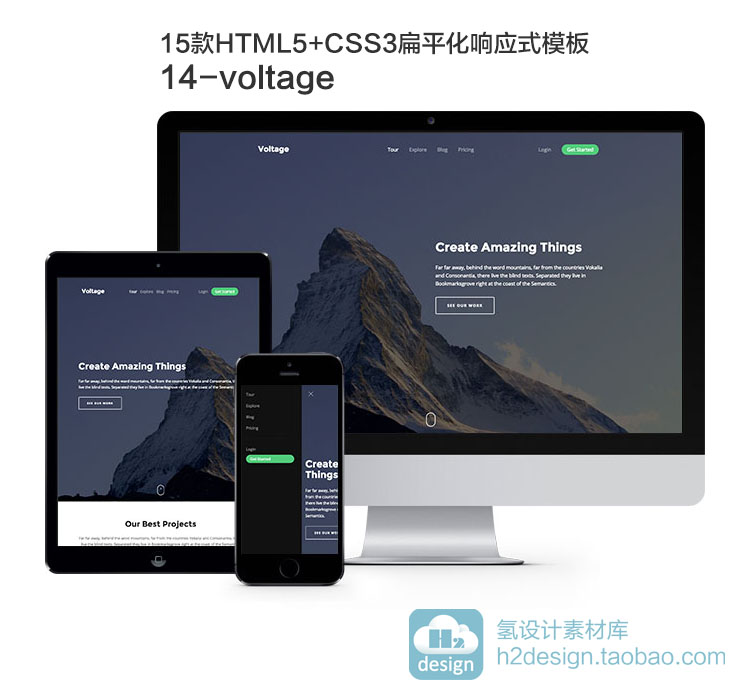 15款HTML5+CSS3扁平化响应式模板
14-voltage
Voltage
Tour Explore Blog Pricing
Login Get Started
Create Amazing Things
Far far away, behind the word mountains, far from the countries Vokalia
and Consonantia, there live the blind texts. Separated they live in
Bookmarksgrove right at the coast of the Semantics.
SEE OUR WORK
Voltage
Tour Explore Blog Pricing
Login Get Started
Create Amazing Things
Far far away, behind the word mountains, far from the countries Vokalia and Consonantia, there
live the blind texts. Separated they live in Bookmarksgrove right at the coast of the Semantics
SEE OUR WORK
Our Best Projects
Far far away, behind the word mountains, far from the countries Vokalia and Consonantia, there
live the blind texts. Separated they live in Bookmarksgrove right at the coast of the
Tour
Explore
Blog
Pricing
Login
Get Started
Create
Things
Far far away,
from the countries
there live the blind
in Bookmarksgrove
Semantics.
SEE OUR
H2
design
氢设计素材库
h2design.taobao.com